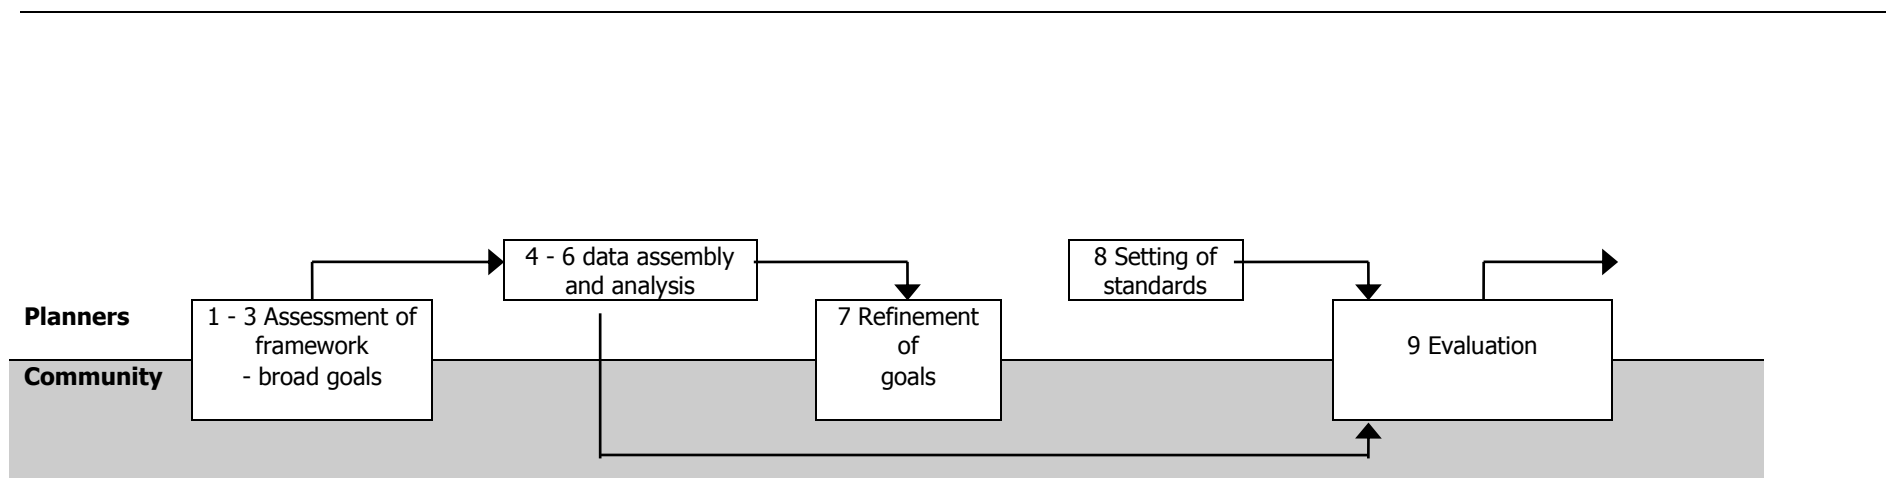 4 - 6 data assembly
and analysis
8 Setting of
standards
Planners
1 - 3 Assessment of
framework
- broad goals
7 Refinement
of
goals
9 Evaluation
Community